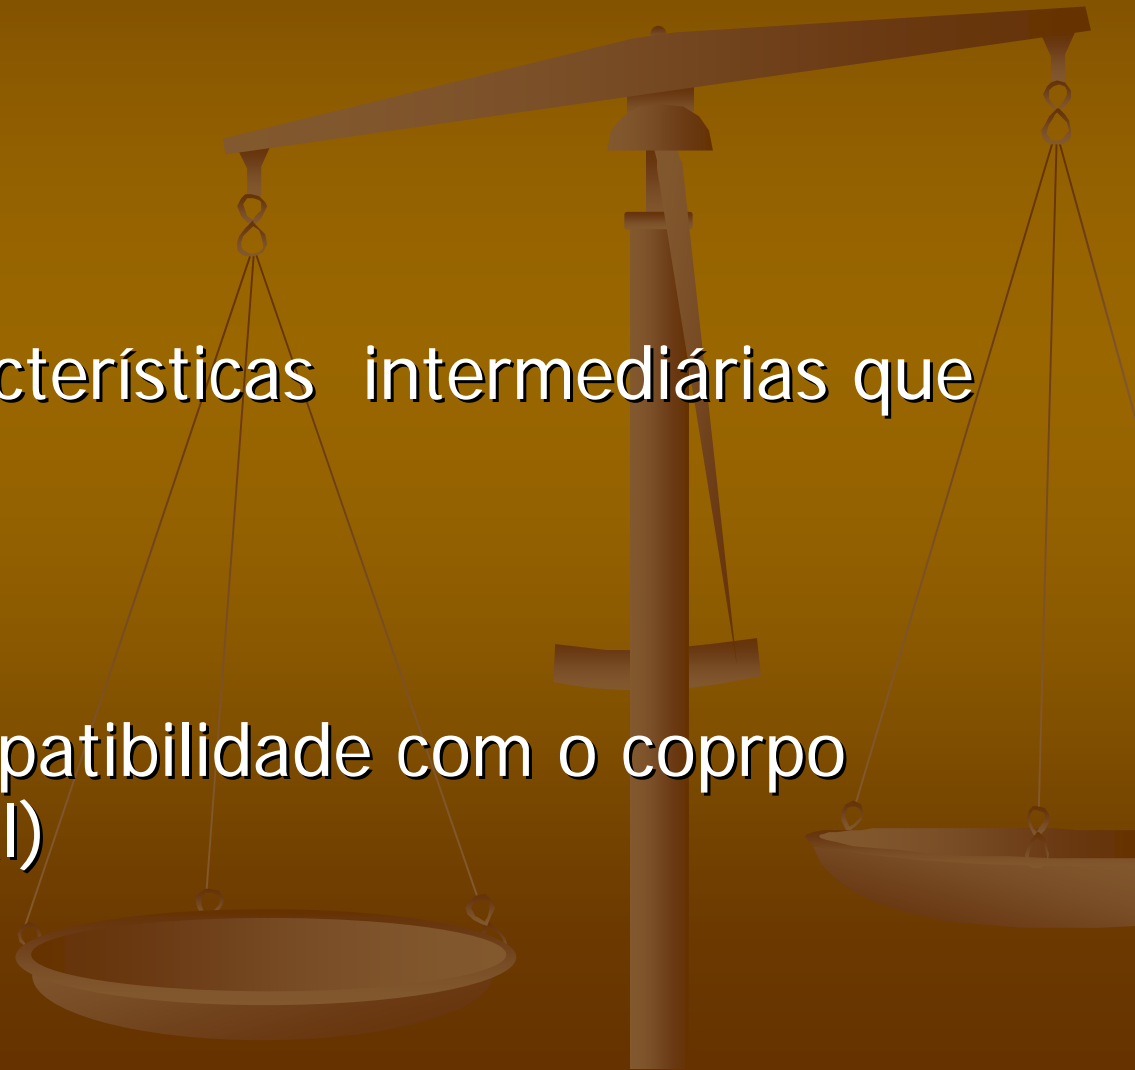 cterísticas  intermediárias que
patibilidade com o coprpo
l)